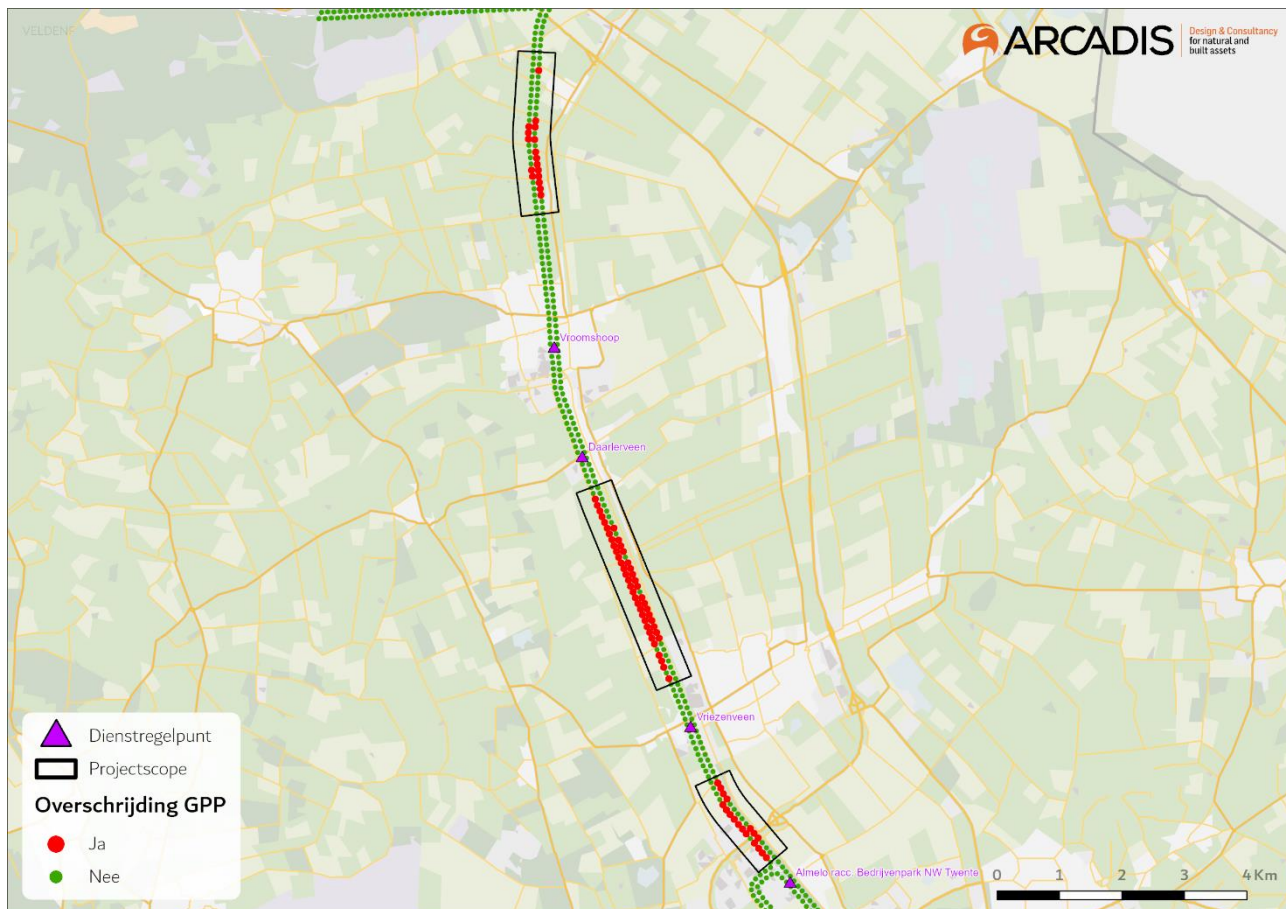 VELDENE
ARCADIS
Design & Consultancy
for natural and
built assets
Vroomshoop
Daarlerveen
Vriezenveen
Almelo racc. Bedrijvenpark NW Twente
Dienstregelpunt
Projectscope
Overschrijding GPP
Ja
Nee
0 1 2 3 4 Km